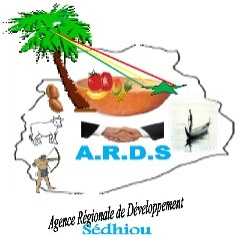 A.R.D.S
Agence Régionale de Développement
Sédhiou